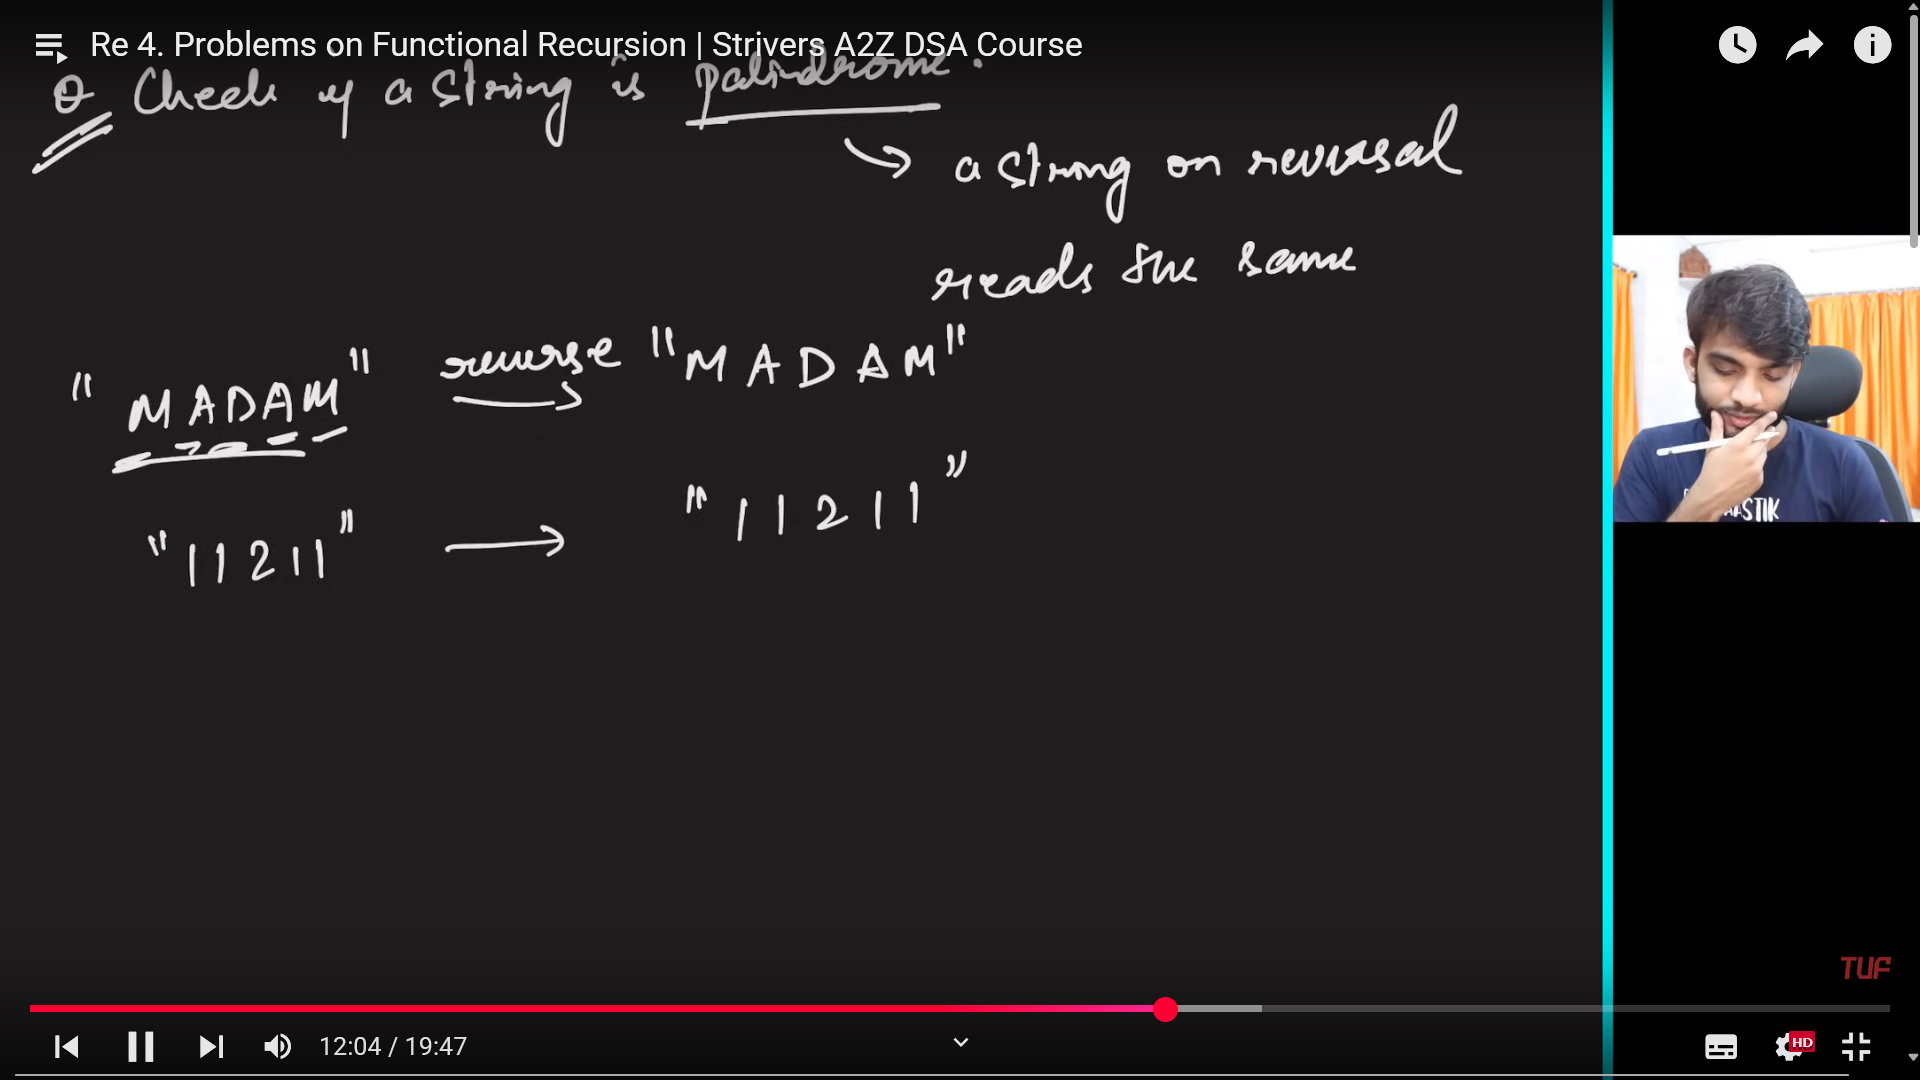 Re 4. Problems on Functional Recursion | Strivers A2Z DSA Course
Q Check if a string is palindrome.
a string on reversal
reads the same
"MADAM" reverse "MADAM"
"11211" "11211"
ASTIK
TUF
12:04 / 19:47
HD